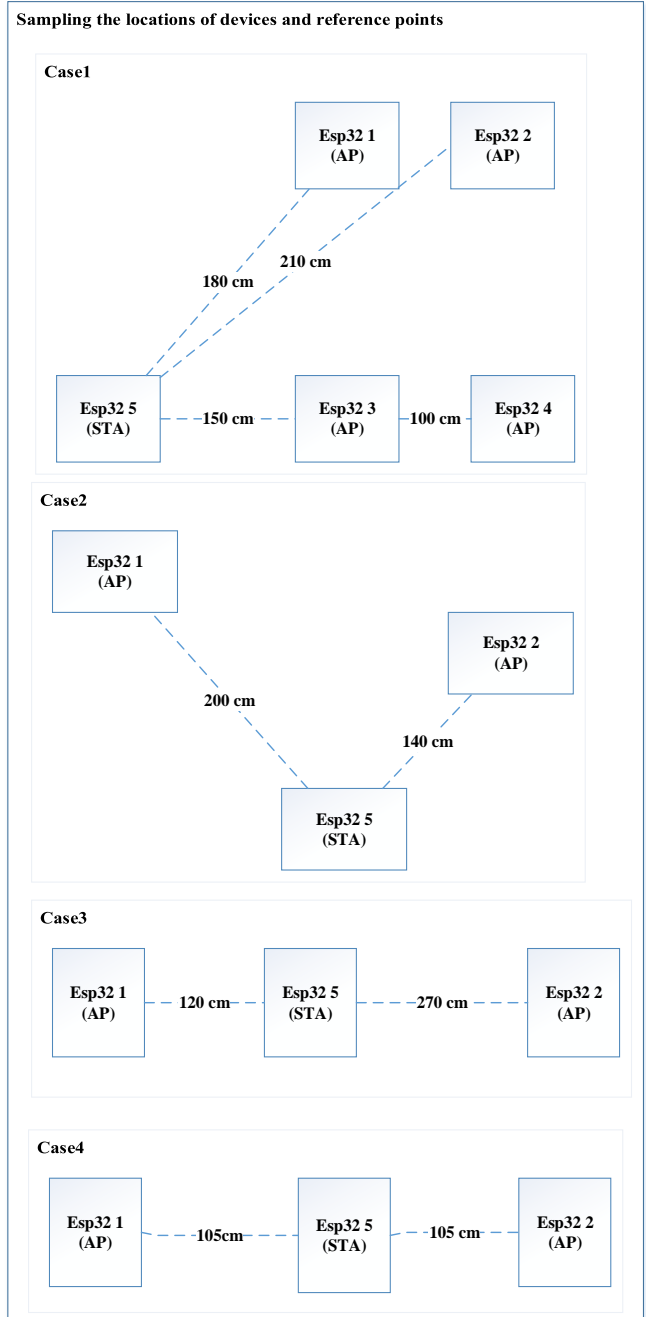 Sampling the locations of devices and reference points
Case1
Esp32 1
(AP)
Esp32 2
(AP)
210 cm
180 cm
Esp32 5
(STA)
150 cm
Esp32 3
(AP)
100 cm
Esp32 4
(AP)
Case2
Esp32 1
(AP)
Esp32 2
(AP)
200 cm
140 cm
Esp32 5
(STA)
Case3
Esp32 1
(AP)
120 cm
Esp32 5
(STA)
270 cm
Esp32 2
(AP)
Case4
Esp32 1
(AP)
105cm
Esp32 5
(STA)
105 cm
Esp32 2
(AP)